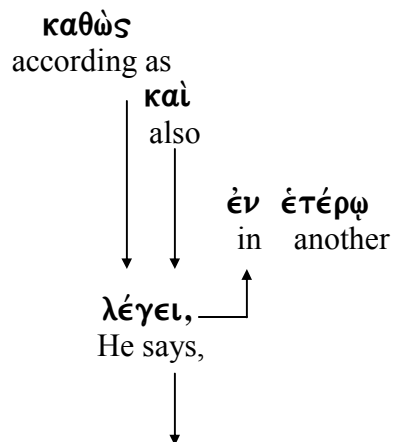 καθὼς
according as
καὶ
also
ἐν ἑτέρῳ
in another
λέγει,
He says,